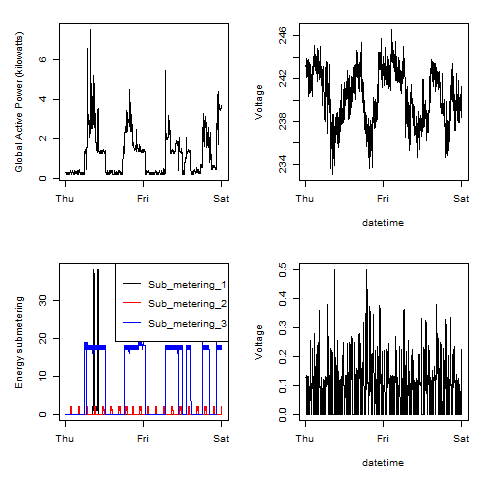 Global Active Power (kilowatts)
0 2 4 6
Thu Fri Sat
Voltage
234 238 242 246
Thu Fri Sat
datetime
Energy submetering
0 10 20 30
Sub_metering_1
Sub_metering_2
Sub_metering_3
Thu Fri Sat
Voltage
0.0 0.1 0.2 0.3 0.4 0.5
Thu Fri Sat
datetime